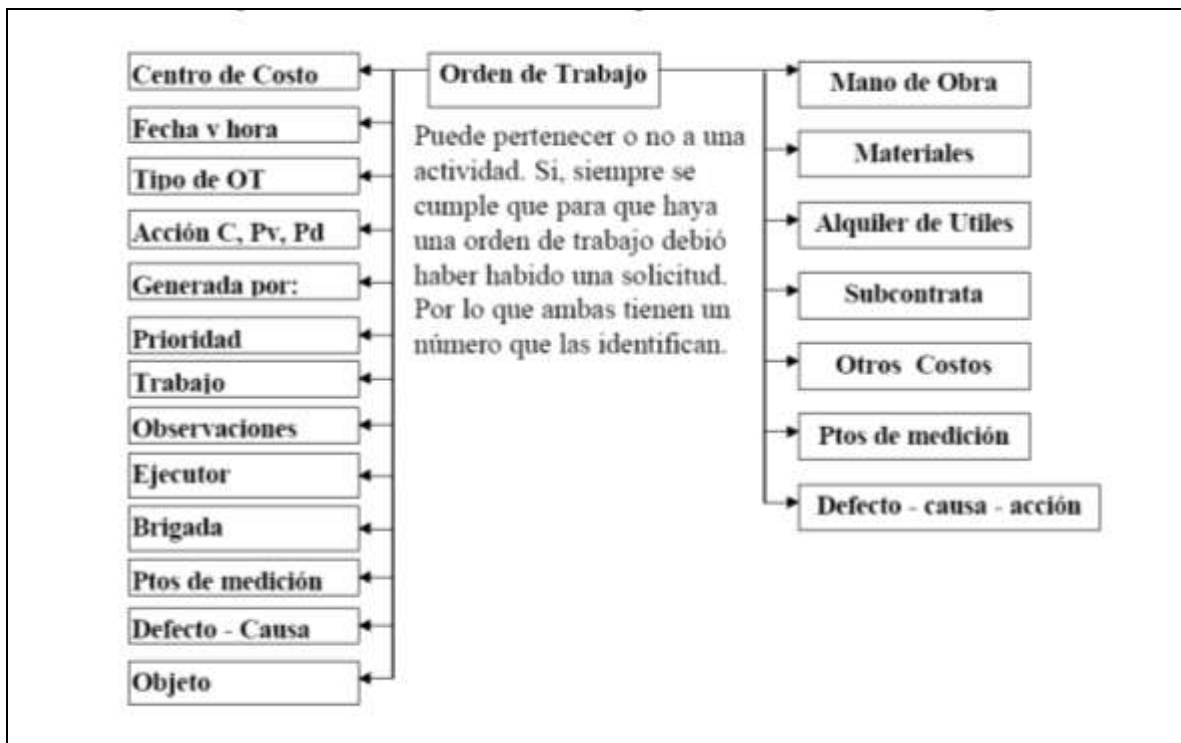 Centro de Costo
Fecha v hora
Tipo de OT
Acción C, Pv, Pd
Generada por:
Prioridad
Trabajo
Observaciones
Ejecutor
Brigada
Ptos de medición
Defecto - Causa
Objeto
Orden de Trabajo
Puede pertenecer o no a una
actividad. Si, siempre se
cumple que para que haya
una orden de trabajo debió
haber habido una solicitud.
Por lo que ambas tienen un
número que las identifican.
Mano de Obra
Materiales
Alquiler de Utiles
Subcontrata
Otros Costos
Ptos de medición
Defecto - causa - acción